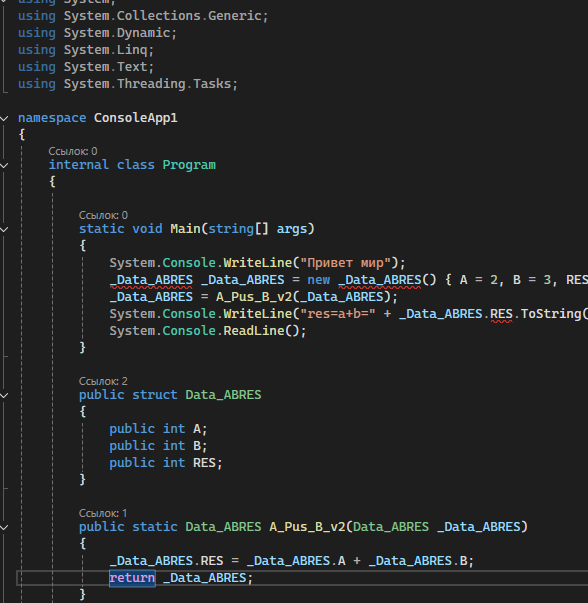 using System;
using System.Collections.Generic;
using System.Dynamic;
using System.Linq;
using System.Text;
using System.Threading.Tasks;
namespace ConsoleApp1
{
Ссылок: 0
internal class Program
{
Ссылок: 0
static void Main(string[] args)
{
System.Console.WriteLine("Привет мир");
_Data_ABRES _Data_ABRES = new _Data_ABRES() { A = 2, B = 3, RES
_Data_ABRES = A_Pus_B_v2(_Data_ABRES);
System.Console.WriteLine("res=a+b=" + _Data_ABRES.RES.ToString(
System.Console.ReadLine();
}
Ссылок: 2
public struct Data_ABRES
{
public int A;
public int B;
public int RES;
}
Ссылок: 1
public static Data_ABRES A_Pus_B_v2(Data_ABRES _Data_ABRES)
{
_Data_ABRES.RES = _Data_ABRES.A + _Data_ABRES.B;
return _Data_ABRES;
}